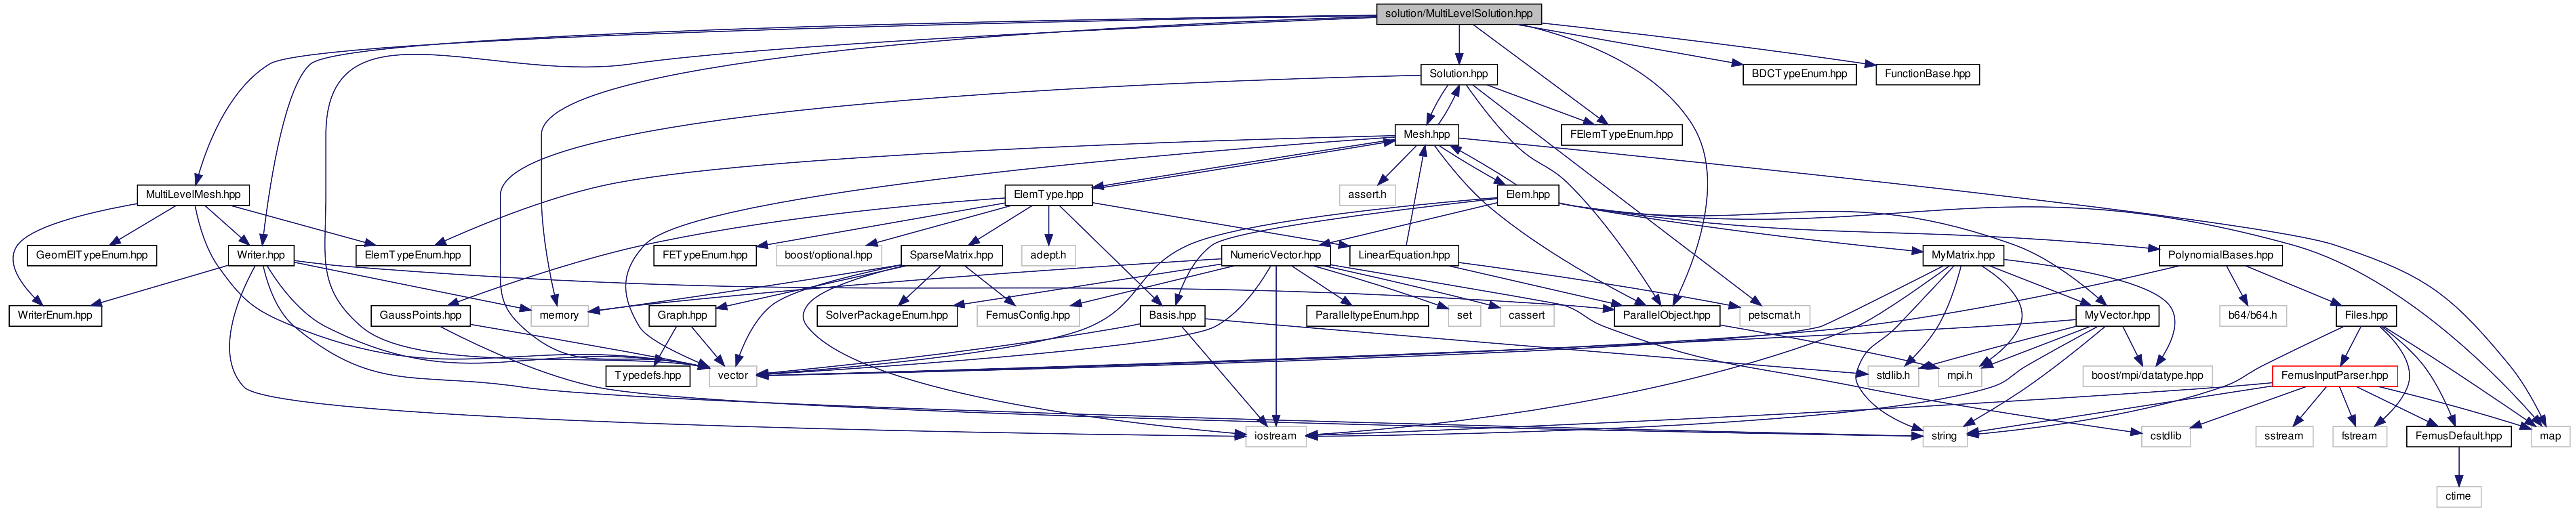 solution/MultiLevelSolution.hpp
Solution.hpp
BDCTypeEnum.hpp
FunctionBase.hpp
Mesh.hpp
FElemTypeEnum.hpp
MultiLevelMesh.hpp
ElemType.hpp
assert.h
Elem.hpp
GeomElTypeEnum.hpp
Writer.hpp
ElemTypeEnum.hpp
FETypeEnum.hpp
boost/optional.hpp
SparseMatrix.hpp
adept.h
NumericVector.hpp
LinearEquation.hpp
MyMatrix.hpp
PolynomialBases.hpp
WriterEnum.hpp
GaussPoints.hpp
memory
Graph.hpp
SolverPackageEnum.hpp
FemusConfig.hpp
Basis.hpp
ParalleltypeEnum.hpp
set
cassert
ParallelObject.hpp
petscmat.h
MyVector.hpp
b64/b64.h
Files.hpp
Typedefs.hpp
vector
stdlib.h
mpi.h
boost/mpi/datatype.hpp
FemusInputParser.hpp
iostream
string
cstdlib
sstream
fstream
FemusDefault.hpp
map
ctime